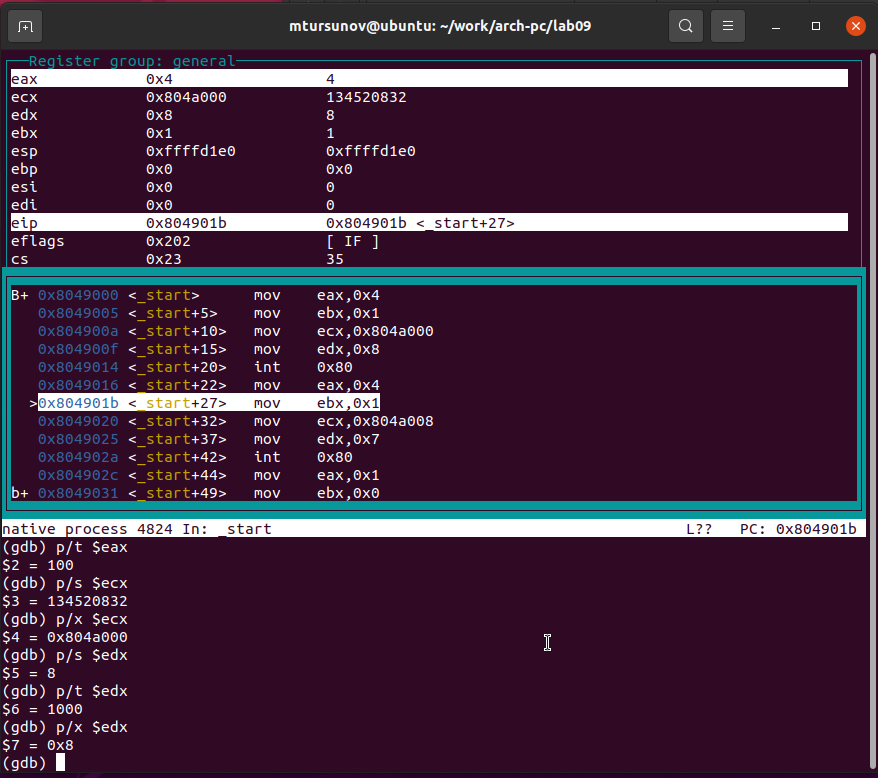 mtursunov@ubuntu: ~/work/arch-pc/lab09
Register group: general
eax            0x4                 4
ecx            0x804a000           134520832
edx            0x8                 8
ebx            0x1                 1
esp            0xffffd1e0          0xffffd1e0
ebp            0x0                 0x0
esi            0x0                 0
edi            0x0                 0
eip            0x804901b           0x804901b <_start+27>
eflags         0x202               [ IF ]
cs             0x23                35
B+ 0x8049000 <_start>      mov    eax,0x4
0x8049005 <_start+5>    mov    ebx,0x1
0x804900a <_start+10>   mov    ecx,0x804a000
0x804900f <_start+15>   mov    edx,0x8
0x8049014 <_start+20>   int    0x80
0x8049016 <_start+22>   mov    eax,0x4
>0x804901b <_start+27>   mov    ebx,0x1
0x8049020 <_start+32>   mov    ecx,0x804a008
0x8049025 <_start+37>   mov    edx,0x7
0x804902a <_start+42>   int    0x80
0x804902c <_start+44>   mov    eax,0x1
b+ 0x8049031 <_start+49>   mov    ebx,0x0
native process 4824 In: _start                                              L??   PC: 0x804901b
(gdb) p/t $eax
$2 = 100
(gdb) p/s $ecx
$3 = 134520832
(gdb) p/x $ecx
$4 = 0x804a000
(gdb) p/s $edx
$5 = 8
(gdb) p/t $edx
$6 = 1000
(gdb) p/x $edx
$7 = 0x8
(gdb)